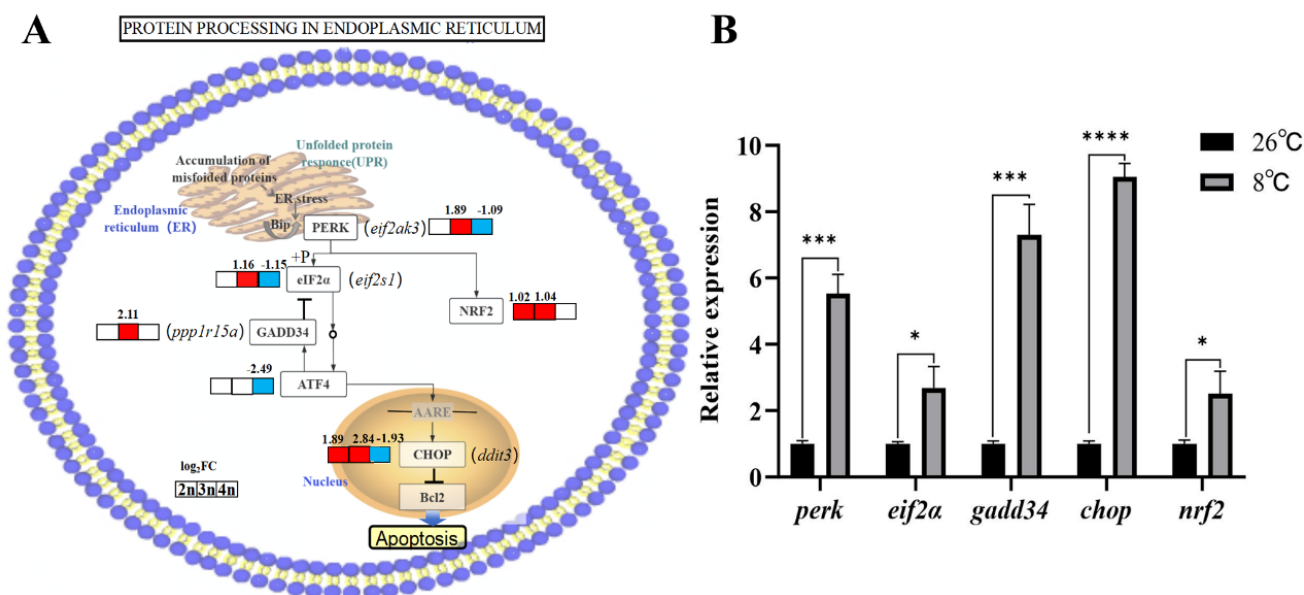 A
PROTEIN PROCESSING IN ENDOPLASMIC RETICULUM
Unfolded protein
responce(UPR)
Accumulation of
misfoided proteins
ER stress
Endoplasmic
reticulum (ER)
Bip
PERK
(eif2ak3)
1.89 -1.09
+P
1.16 -1.15
eIF2α
(eif2s1)
NRF2
1.02 1.04
2.11
(ppp1r15a)
GADD34
-2.49
ATF4
AARE
1.89 2.84 -1.93
CHOP
(ddit3)
Nucleus
Bcl2
Apoptosis
log₂FC
2n 3n 4n
B
Relative expression
10
8
6
4
2
0
***
*
***
****
*
26℃
8℃
perk
eif2α
gadd34
chop
nrf2